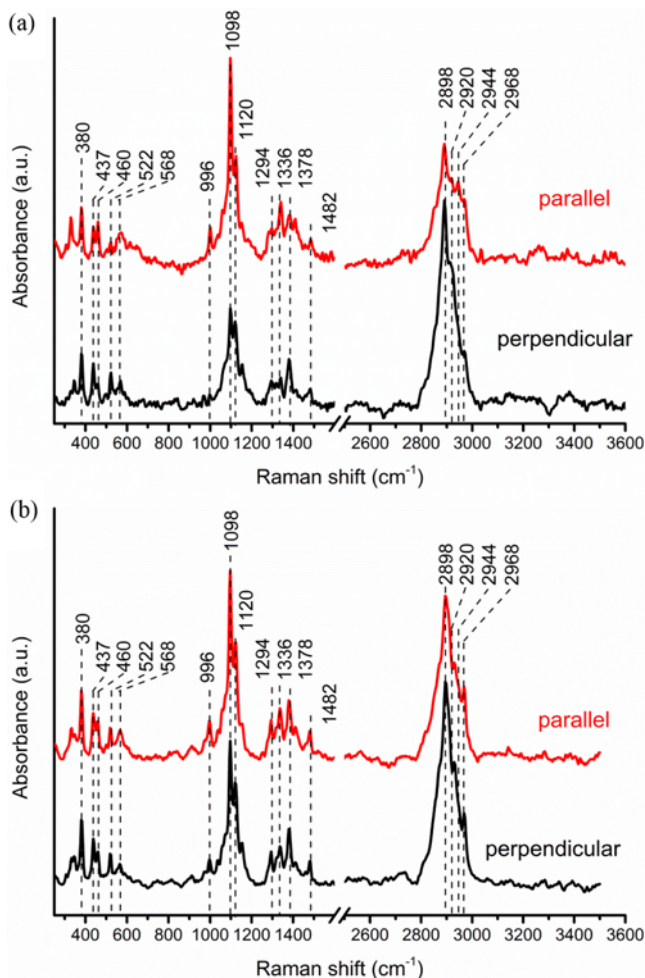 (a)
1098
1120
380
437
460
522
568
996
1294
1336
1378
1482
2898
2920
2944
2968
parallel
perpendicular
Absorbance (a.u.)
400 600 800 1000 1200 1400 2600 2800 3000 3200 3400 3600
Raman shift (cm-1)
(b)
1098
1120
380
437
460
522
568
996
1294
1336
1378
1482
2898
2920
2944
2968
parallel
perpendicular
Absorbance (a.u.)
400 600 800 1000 1200 1400 2600 2800 3000 3200 3400 3600
Raman shift (cm-1)